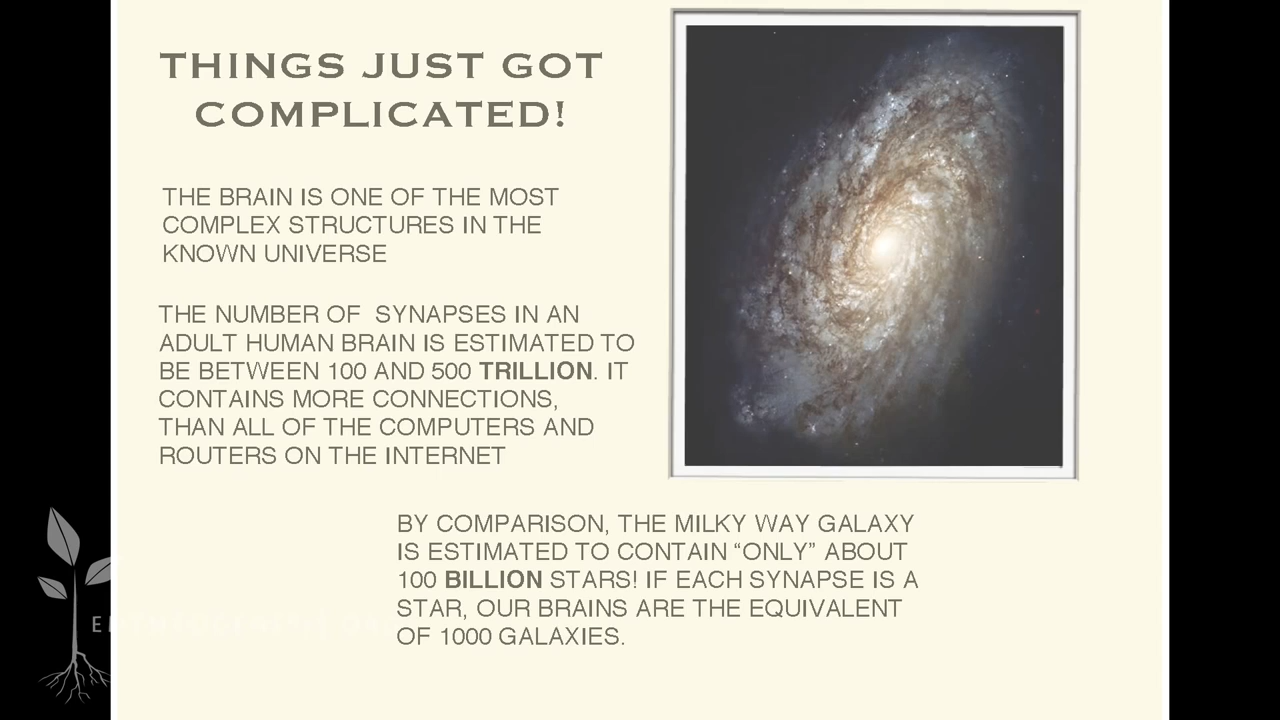 THINGS JUST GOT
COMPLICATED!
THE BRAIN IS ONE OF THE MOST
COMPLEX STRUCTURES IN THE
KNOWN UNIVERSE
THE NUMBER OF SYNAPSES IN AN
ADULT HUMAN BRAIN IS ESTIMATED TO
BE BETWEEN 100 AND 500 TRILLION. IT
CONTAINS MORE CONNECTIONS,
THAN ALL OF THE COMPUTERS AND
ROUTERS ON THE INTERNET
BY COMPARISON, THE MILKY WAY GALAXY
IS ESTIMATED TO CONTAIN “ONLY” ABOUT
100 BILLION STARS! IF EACH SYNAPSE IS A
STAR, OUR BRAINS ARE THE EQUIVALENT
OF 1000 GALAXIES.